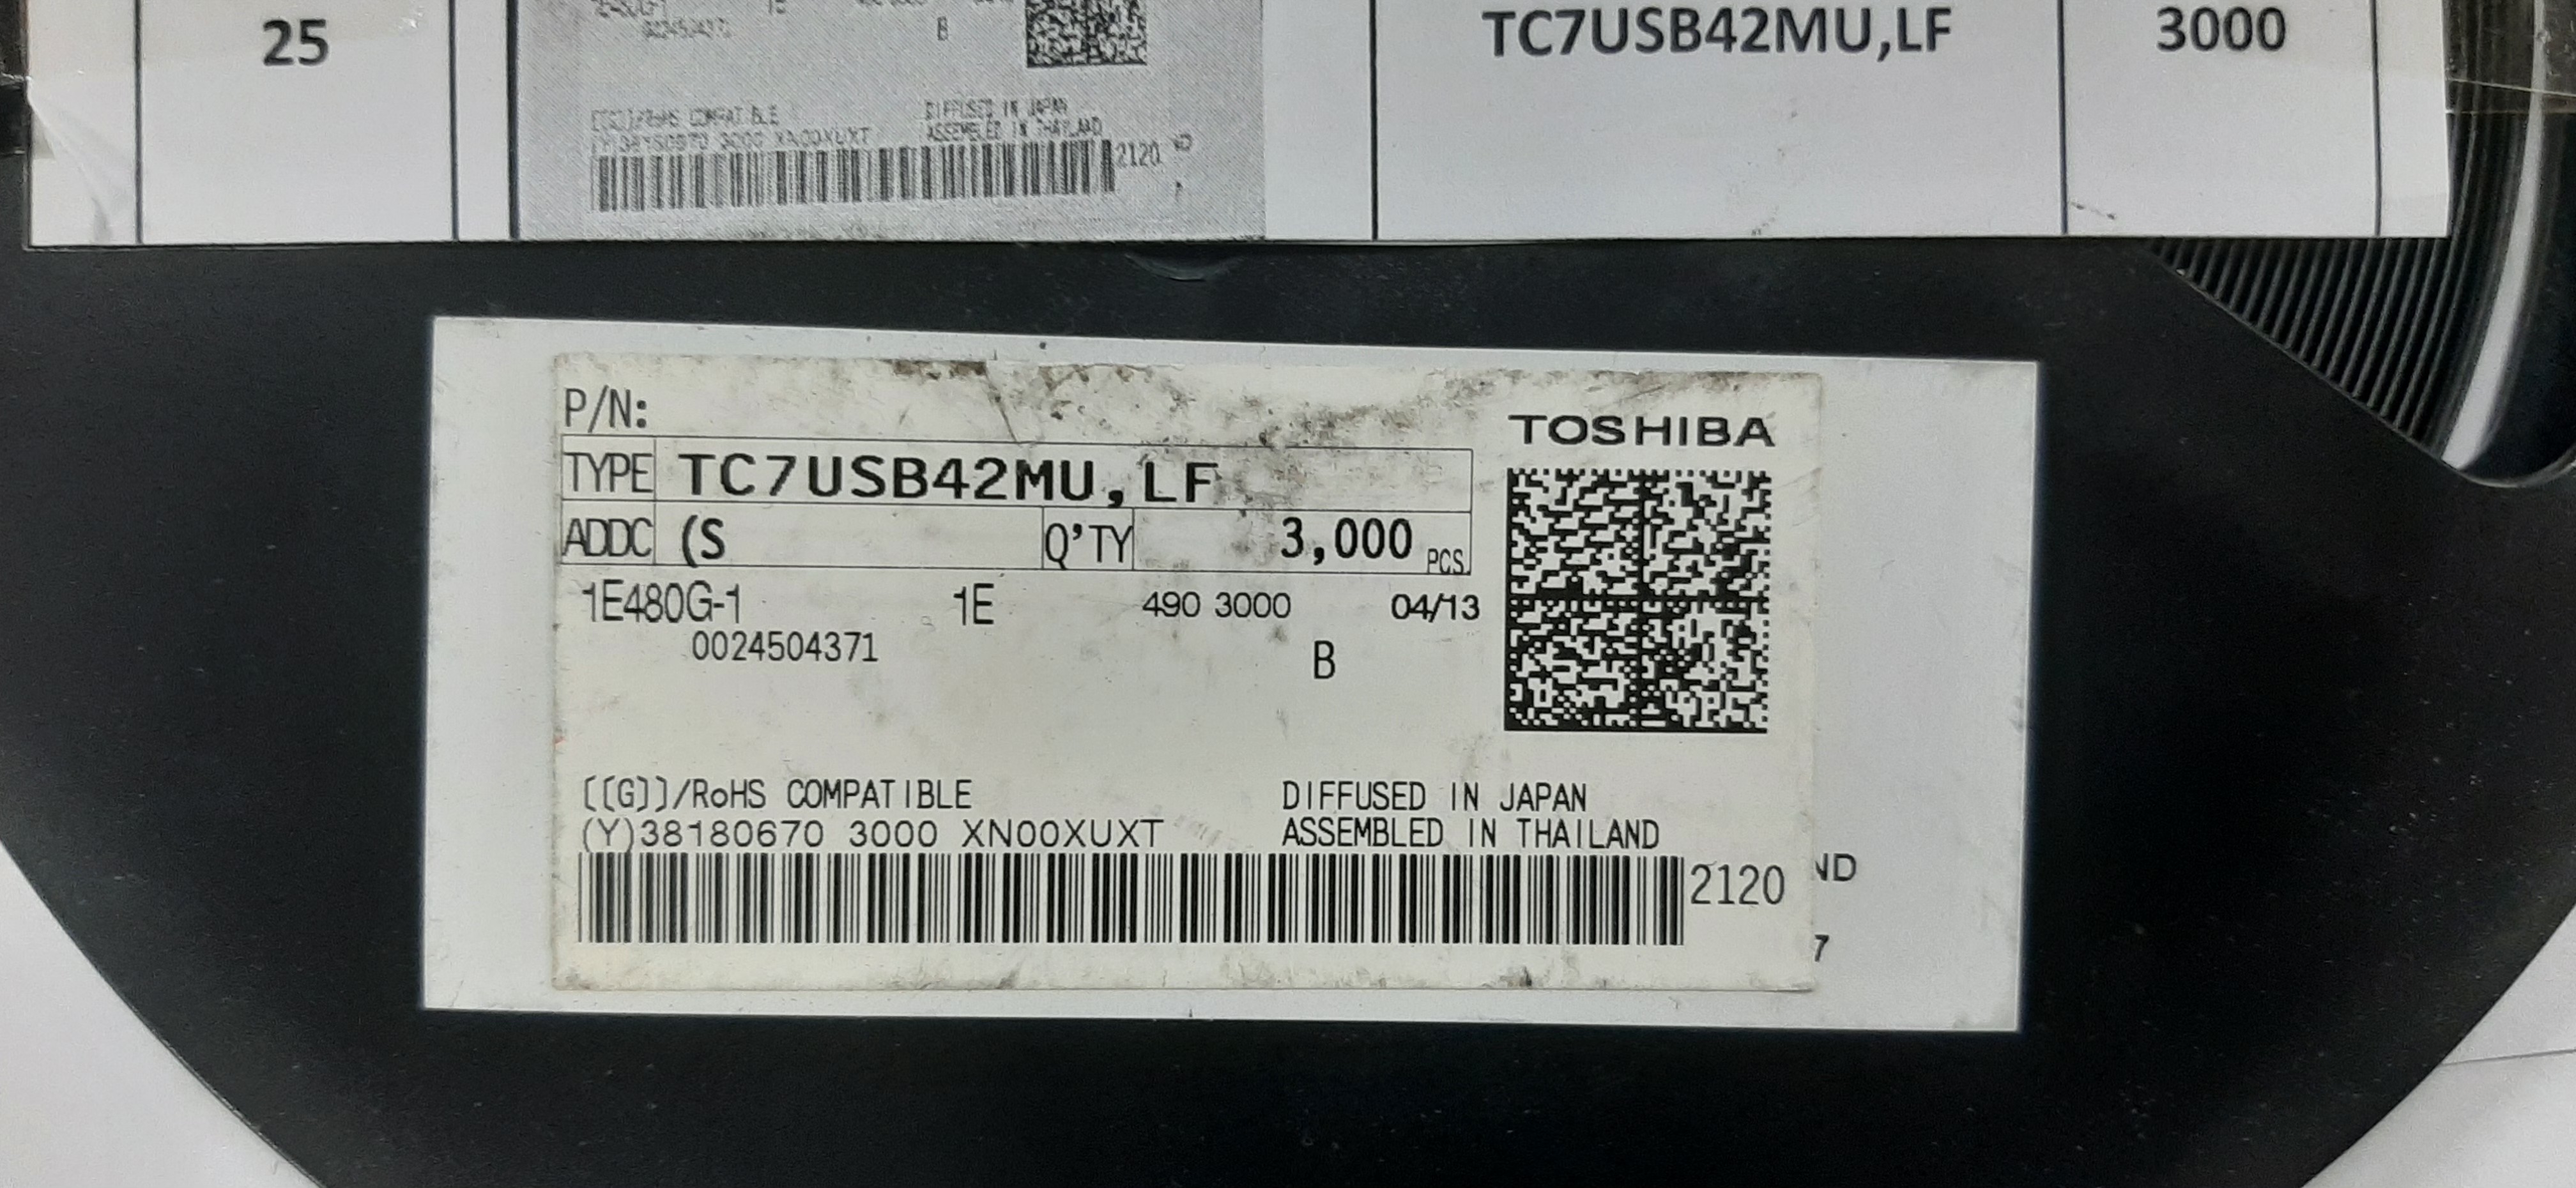 25
TC7USB42MU,LF
3000
B
[[G]]/RoHS COMPATIBLE
DIFFUSED IN JAPAN
ASSEMBLED IN THAILAND
2120
P/N:
TOSHIBA
TYPE TC7USB42MU,LF
ADDC (S Q'TY 3,000 PCS.
1E480G-1 1E 490 3000 04/13
0024504371 B
[[G]]/RoHS COMPATIBLE DIFFUSED IN JAPAN
(Y)38180670 3000 XN00XUXT ASSEMBLED IN THAILAND
2120
ND
7